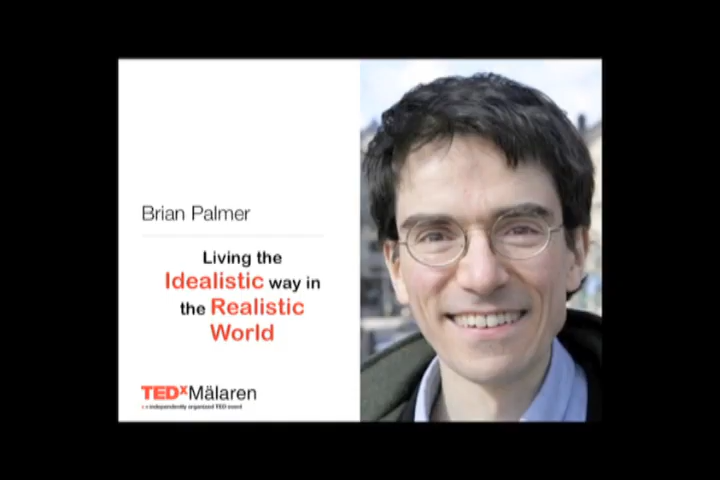 Brian Palmer
Living the
Idealistic way in
the Realistic
World
TEDxMälaren
x = independently organized TED event